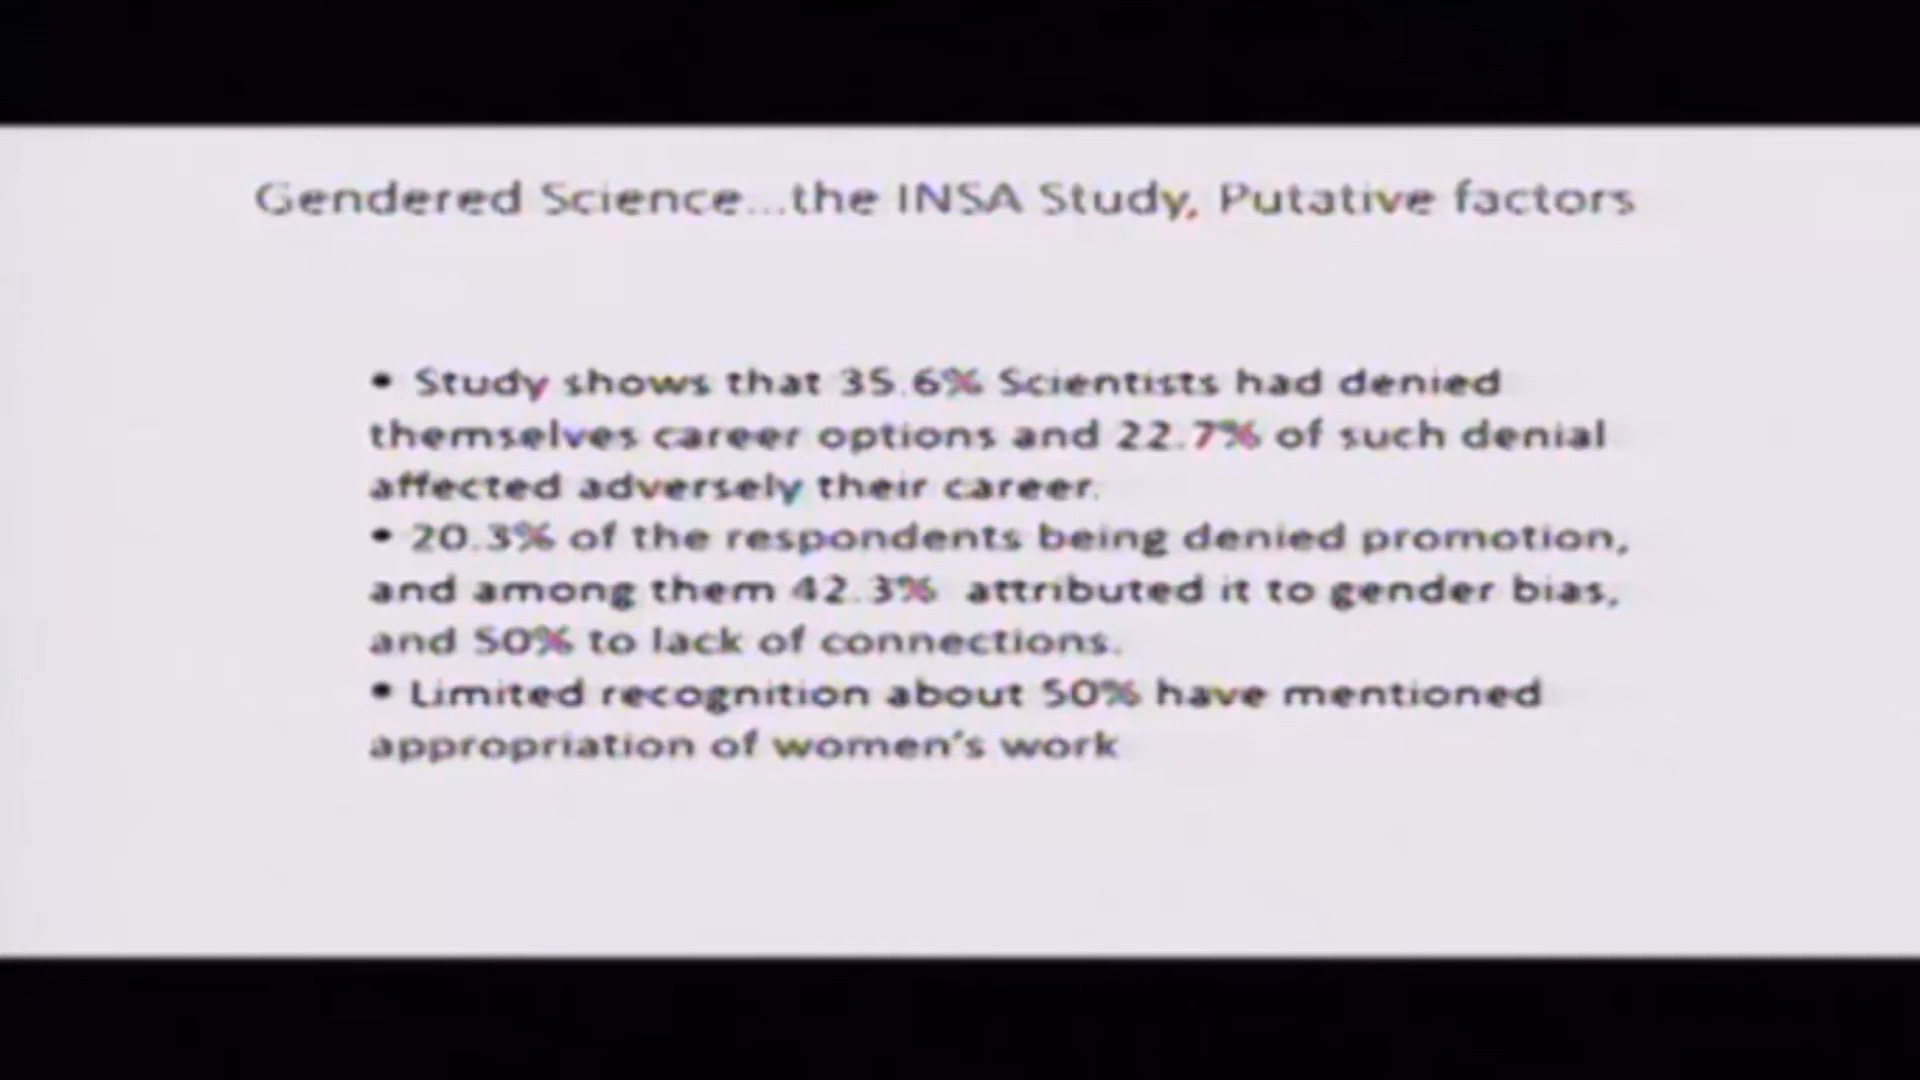 Gendered Science...the INSA Study, Putative factors
• Study shows that 35.6% Scientists had denied
themselves career options and 22.7% of such denial
affected adversely their career.
• 20.3% of the respondents being denied promotion,
and among them 42.3% attributed it to gender bias,
and 50% to lack of connections.
• Limited recognition about 50% have mentioned
appropriation of women's work